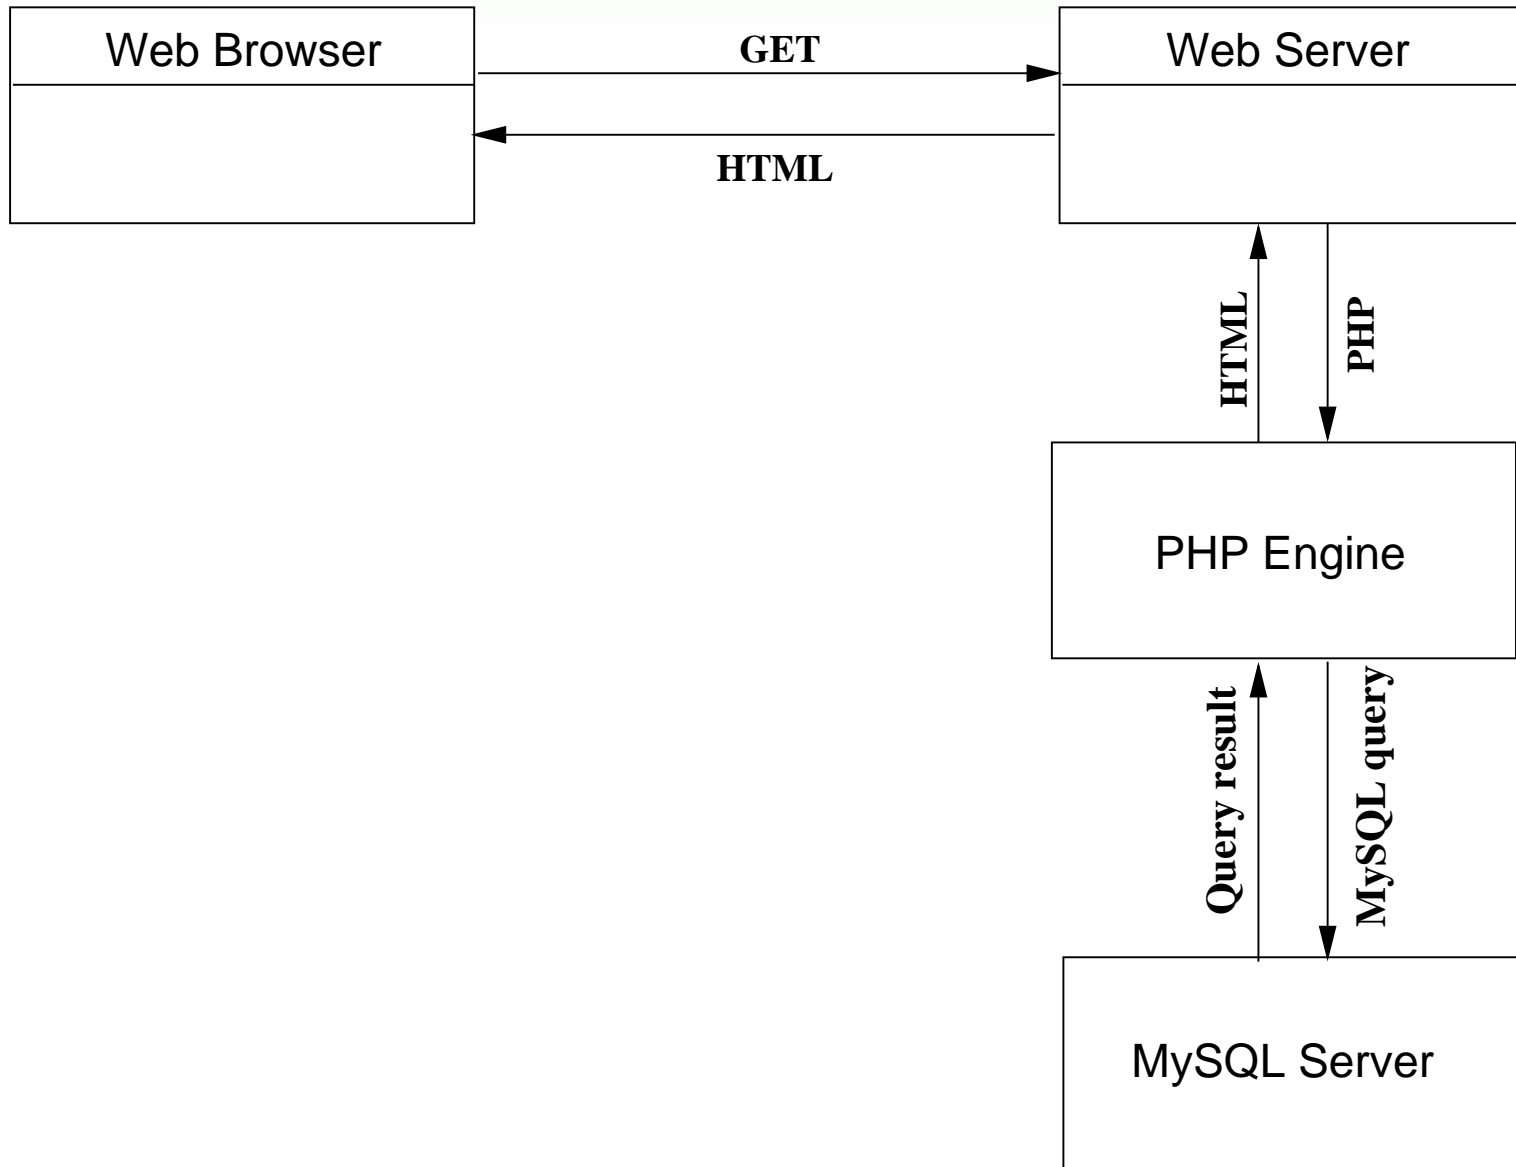 Web Browser
GET
Web Server
HTML
HTML
PHP
PHP Engine
Query result
MySQL query
MySQL Server